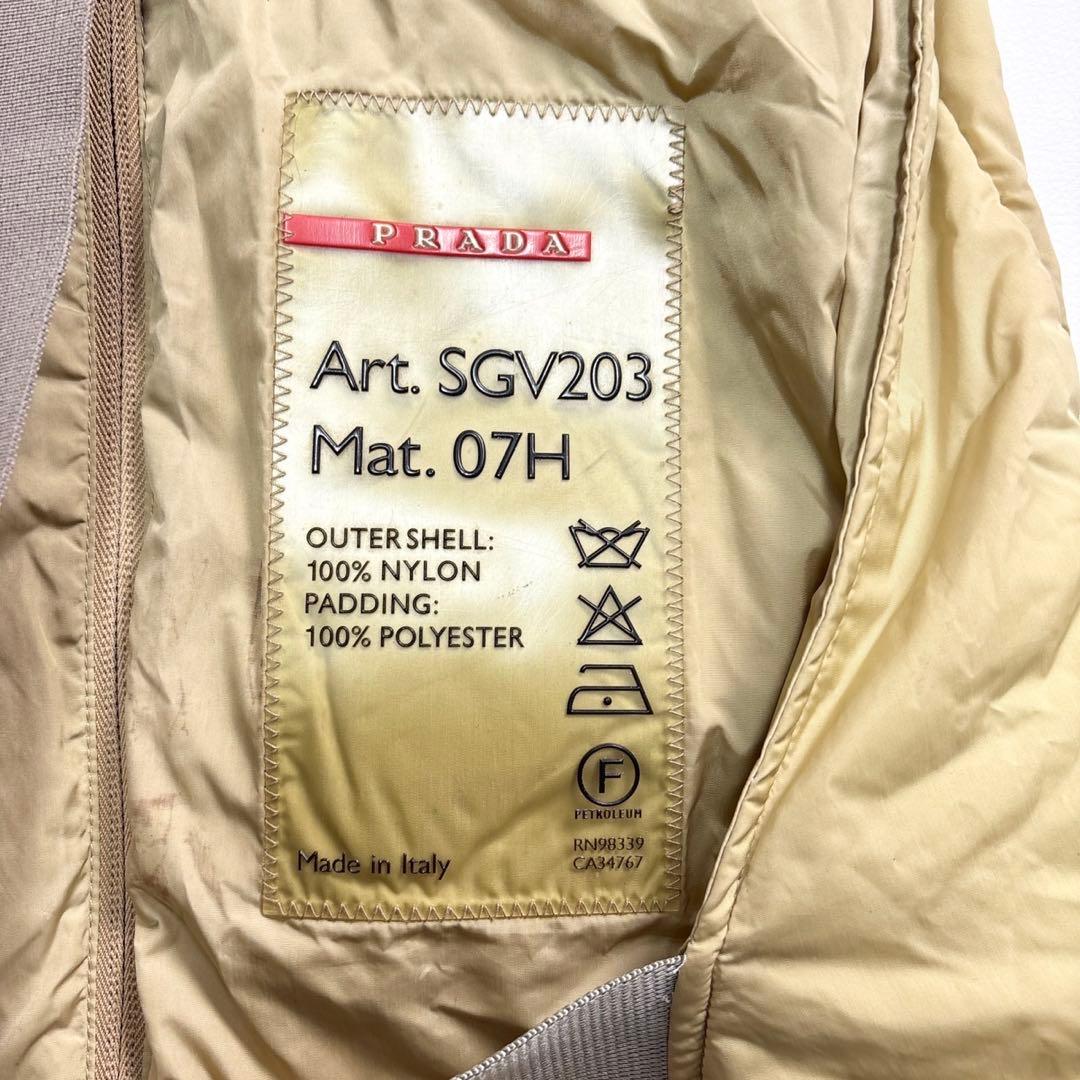 PRADA
Art. SGV203
Mat. 07H
OUTER SHELL:
100% NYLON
PADDING:
100% POLYESTER
F
PETROLEUM
RN98339
CA34767
Made in Italy